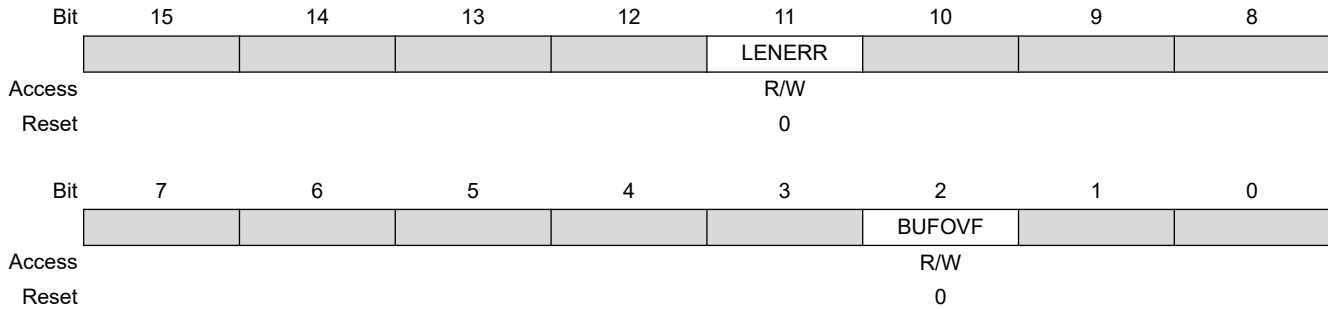 Bit 15 14 13 12 11 10 9 8
LENERR
Access R/W
Reset 0
Bit 7 6 5 4 3 2 1 0
BUFOVF
Access R/W
Reset 0